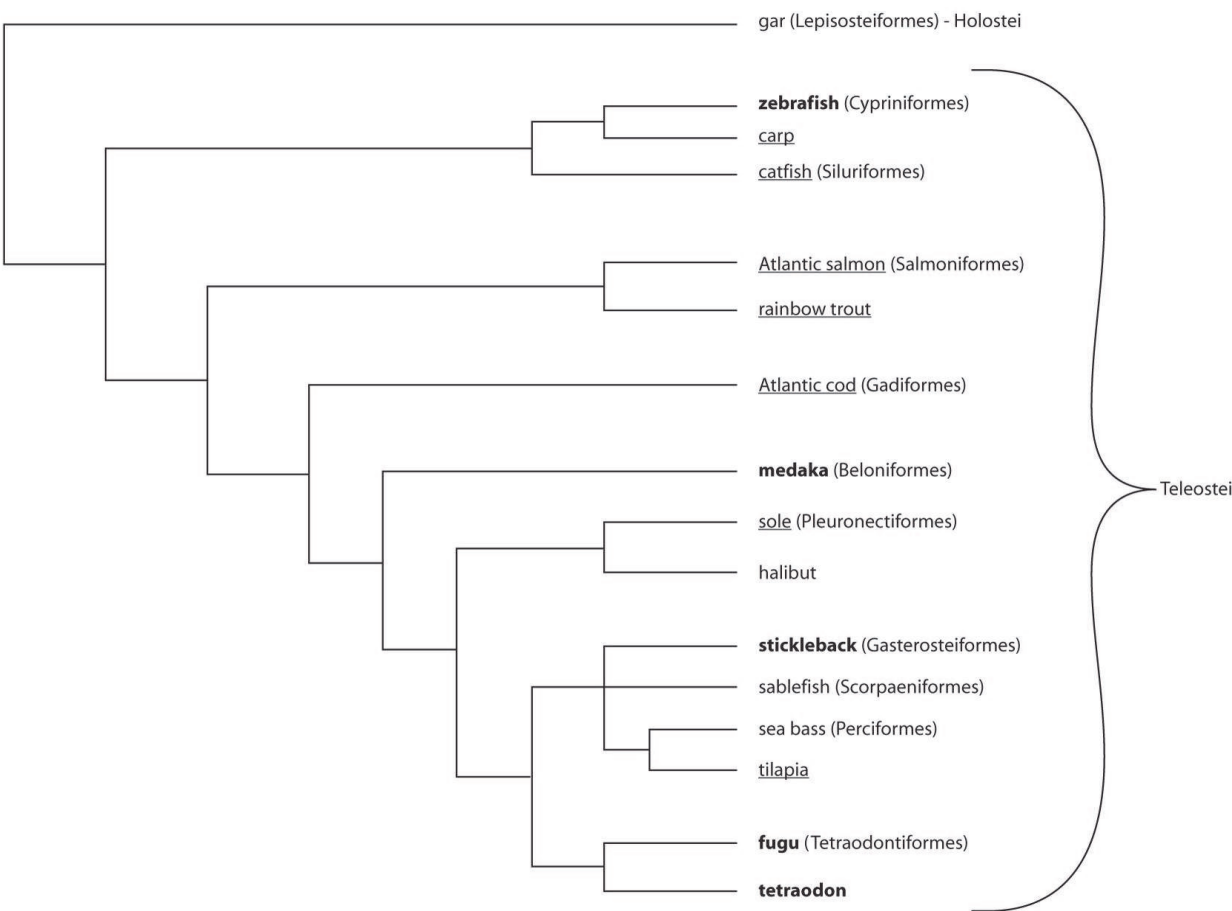 gar (Lepisosteiformes) - Holostei
zebrafish (Cypriniformes)
carp
catfish (Siluriformes)
Atlantic salmon (Salmoniformes)
rainbow trout
Atlantic cod (Gadiformes)
medaka (Beloniformes)
Teleostei
sole (Pleuronectiformes)
halibut
stickleback (Gasterosteiformes)
sablefish (Scorpaeniformes)
sea bass (Perciformes)
tilapia
fugu (Tetraodontiformes)
tetraodon